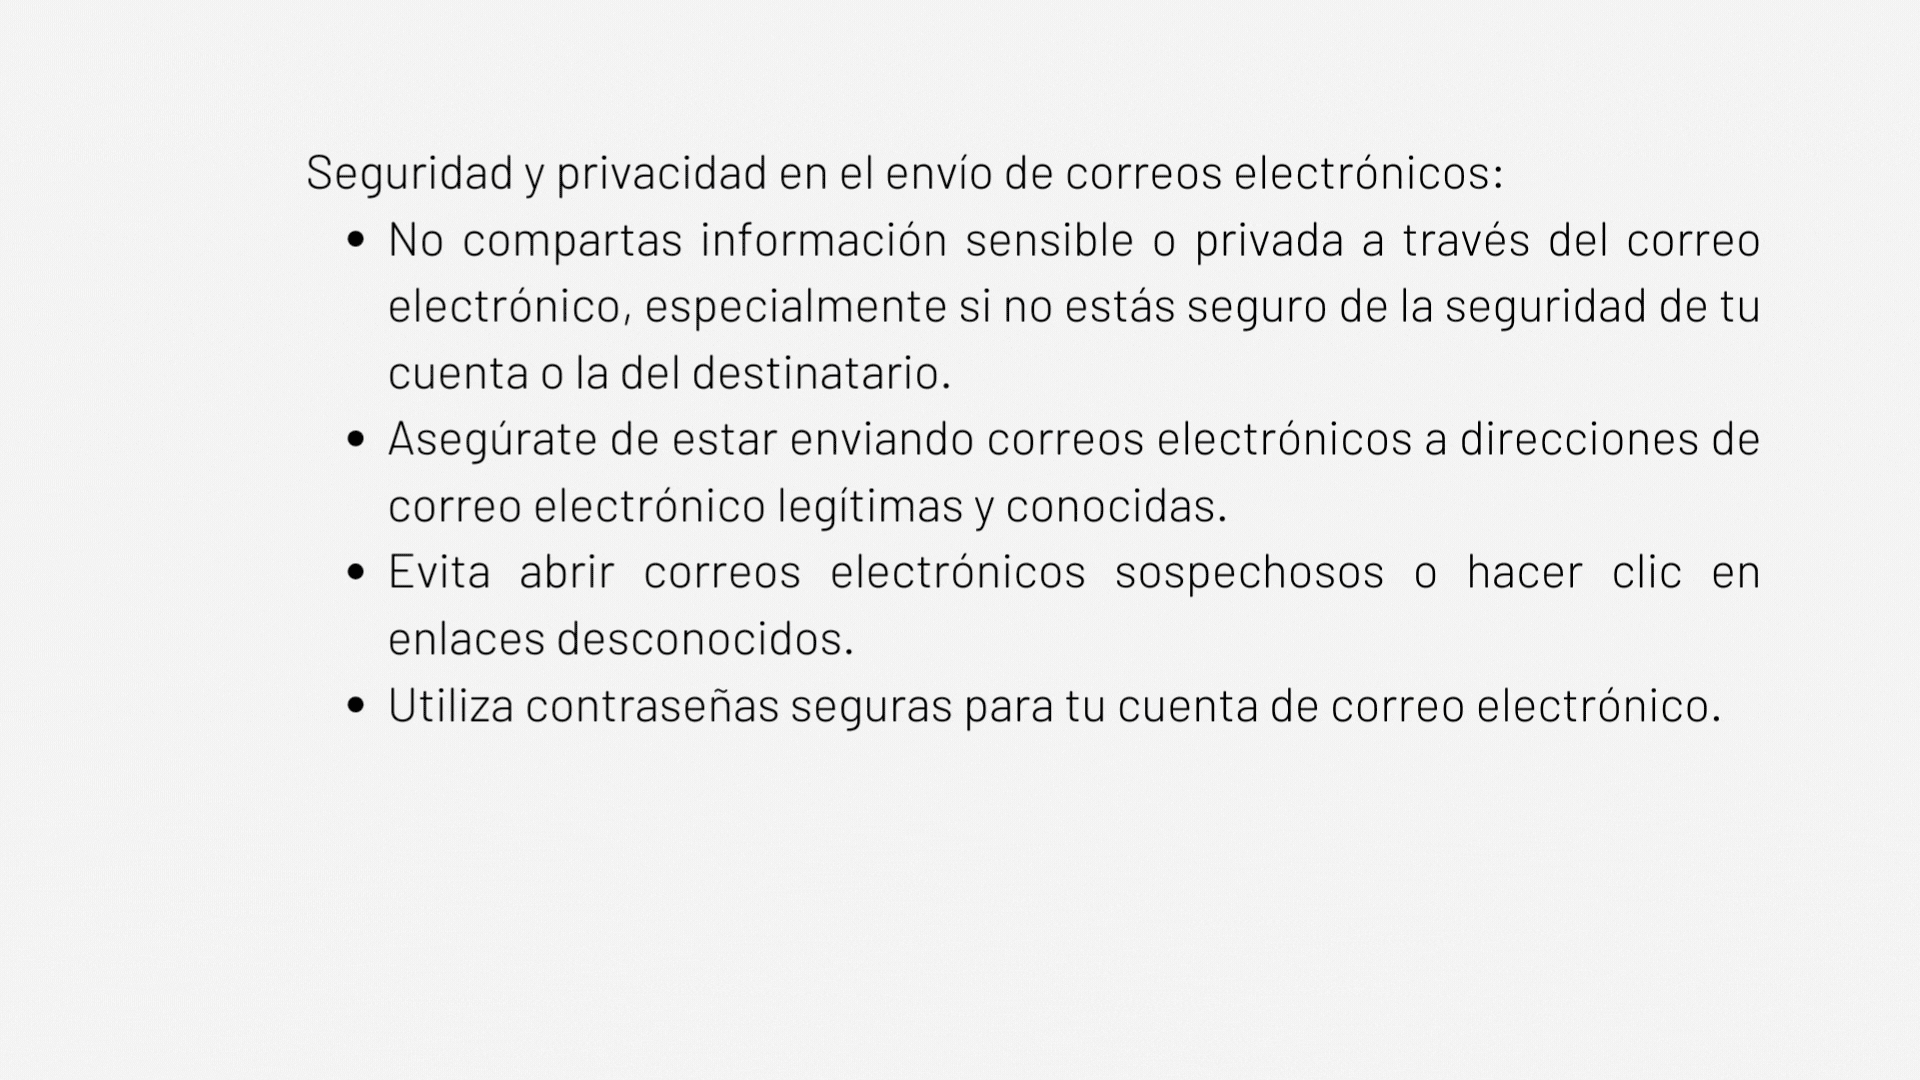 Seguridad y privacidad en el envío de correos electrónicos:
• No compartas información sensible o privada a través del correo
electrónico, especialmente si no estás seguro de la seguridad de tu
cuenta o la del destinatario.
• Asegúrate de estar enviando correos electrónicos a direcciones de
correo electrónico legítimas y conocidas.
• Evita abrir correos electrónicos sospechosos o hacer clic en
enlaces desconocidos.
• Utiliza contraseñas seguras para tu cuenta de correo electrónico.